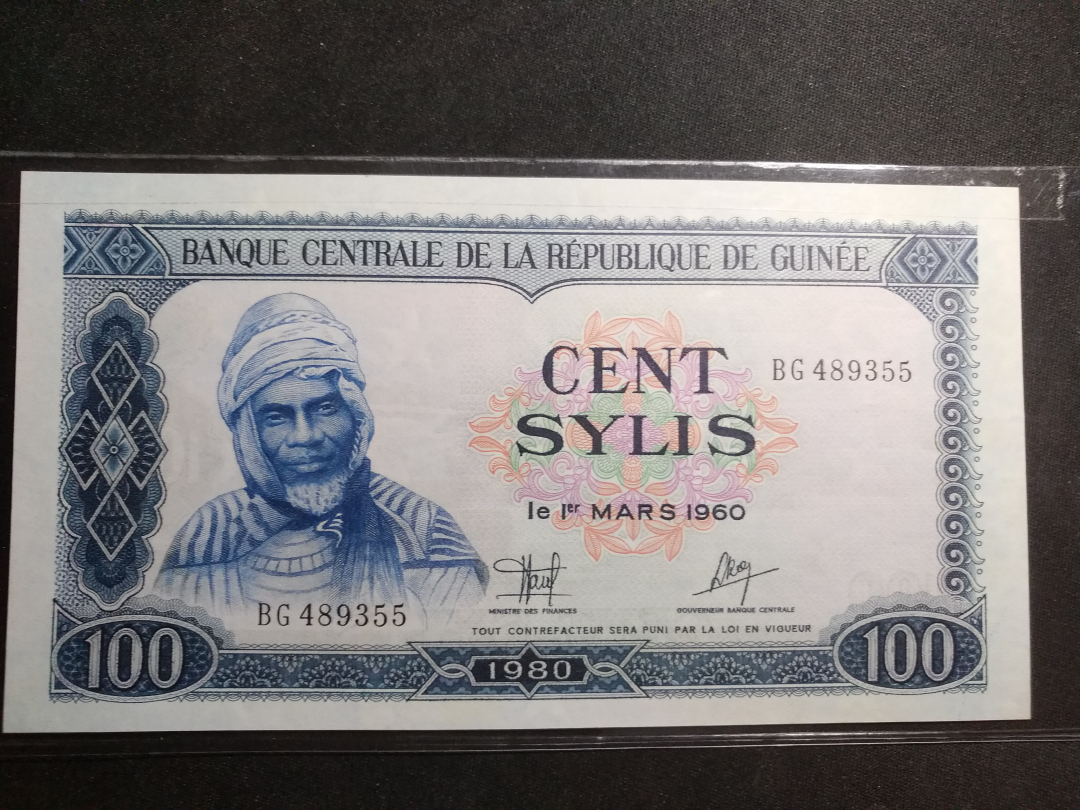 BANQUE CENTRALE DE LA RÉPUBLIQUE DE GUINÉE
CENT
SYLIS
BG 489355
le 1er MARS 1960
BG 489355
MINISTRE DES FINANCES
GOUVERNEUR BANQUE CENTRALE
TOUT CONTREFACTEUR SERA PUNI PAR LA LOI EN VIGUEUR
100
1980
100